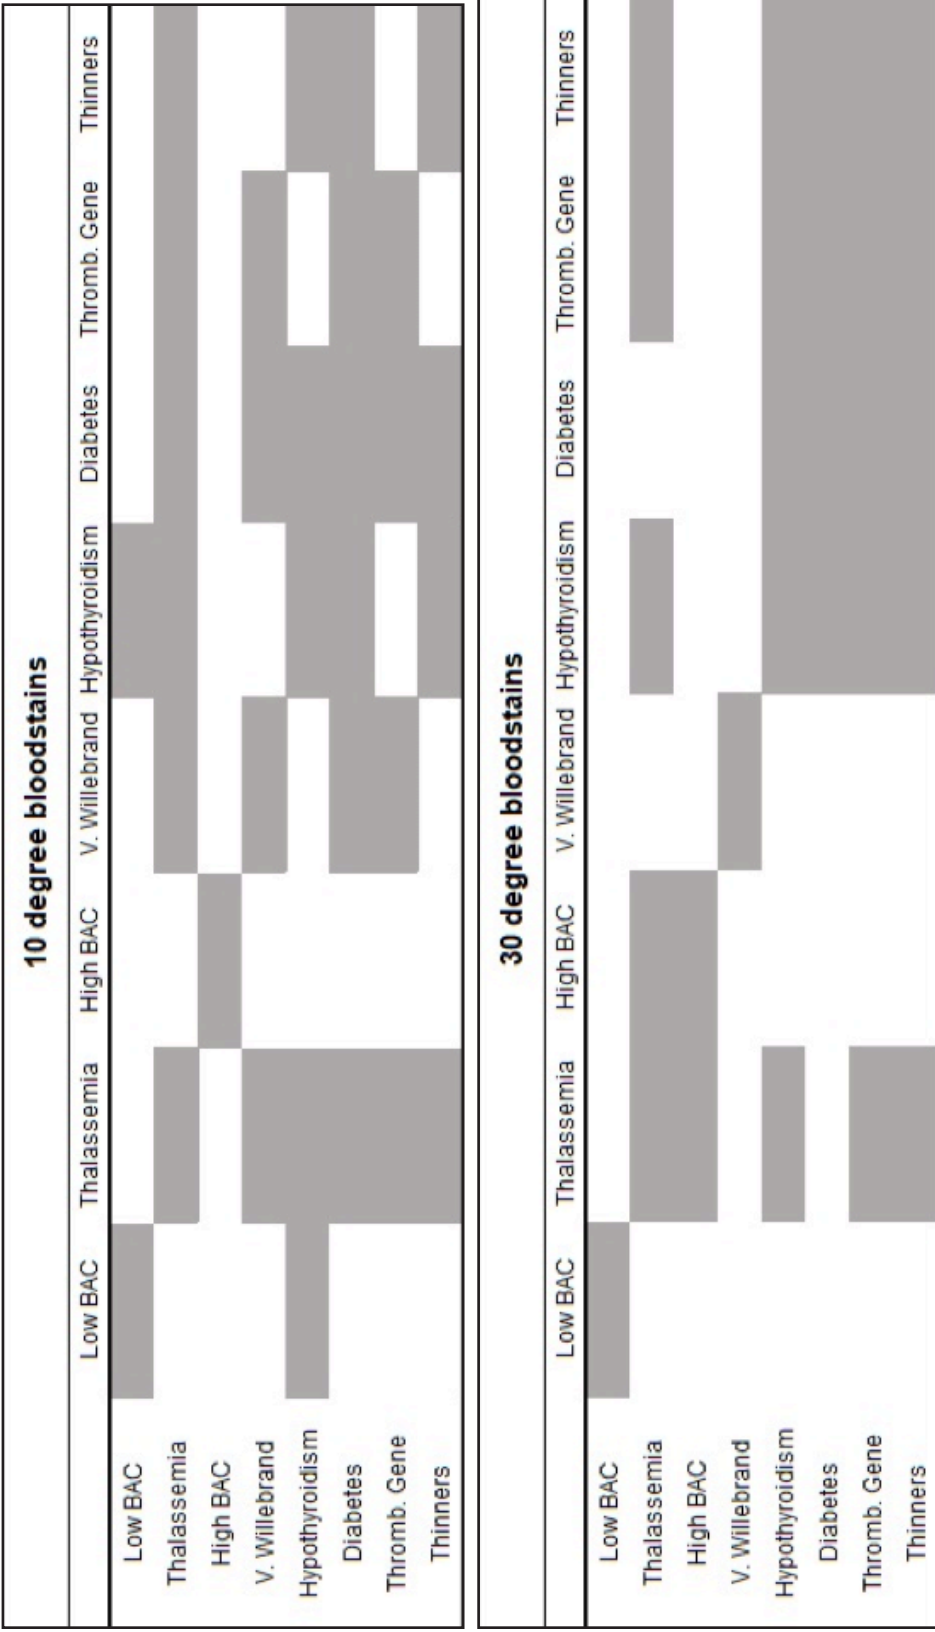 10 degree bloodstains
Low BAC Thalassemia High BAC V. Willebrand Hypothyroidism Diabetes Thromb. Gene Thinners
Low BAC
Thalassemia
High BAC
V. Willebrand
Hypothyroidism
Diabetes
Thromb. Gene
Thinners
30 degree bloodstains
Low BAC Thalassemia High BAC V. Willebrand Hypothyroidism Diabetes Thromb. Gene Thinners
Low BAC
Thalassemia
High BAC
V. Willebrand
Hypothyroidism
Diabetes
Thromb. Gene
Thinners